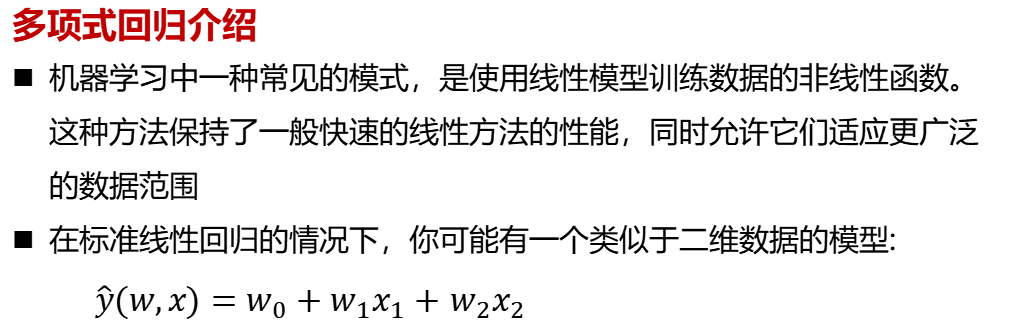 多项式回归介绍
■ 机器学习中一种常见的模式，是使用线性模型训练数据的非线性函数。
这种方法保持了一般快速的线性方法的性能，同时允许它们适应更广泛
的数据范围
■ 在标准线性回归的情况下，你可能有一个类似于二维数据的模型:
ŷ(w, x) = w₀ + w₁x₁ + w₂x₂